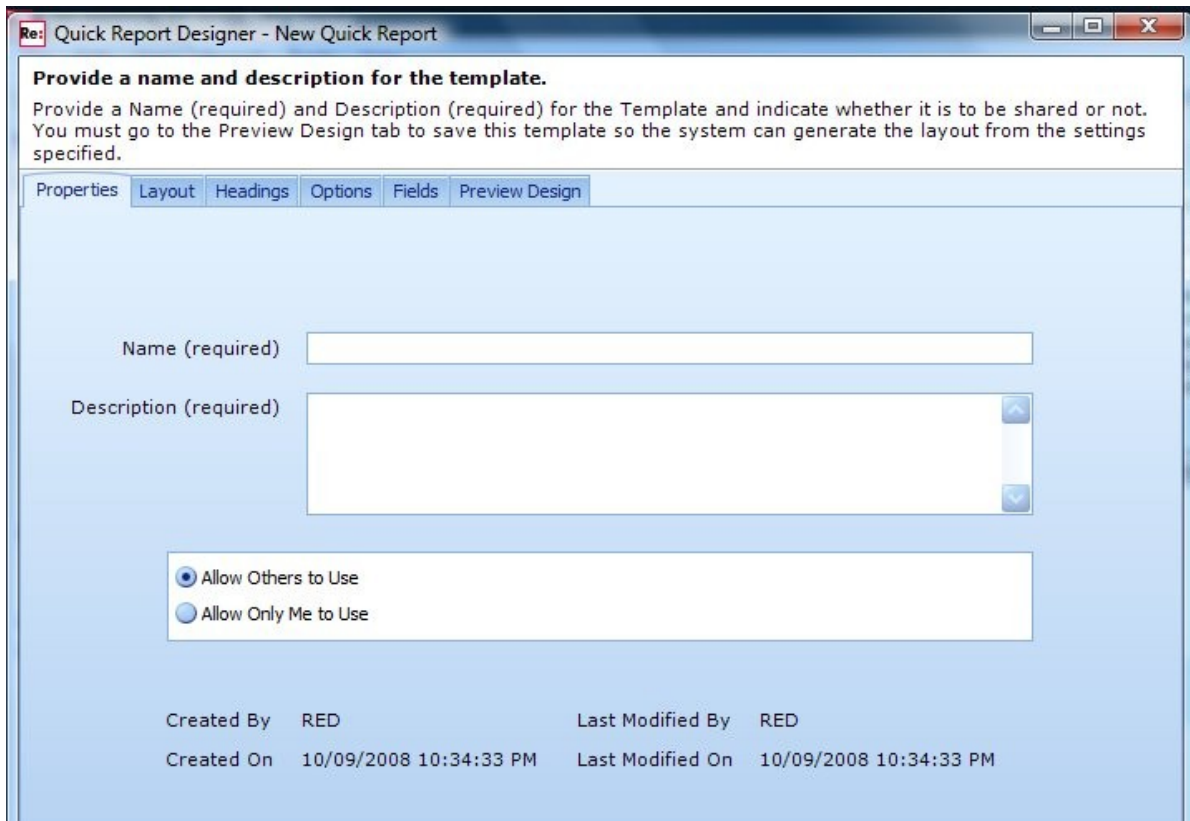 Re: Quick Report Designer - New Quick Report
Provide a name and description for the template.
Provide a Name (required) and Description (required) for the Template and indicate whether it is to be shared or not.
You must go to the Preview Design tab to save this template so the system can generate the layout from the settings
specified.
Properties Layout Headings Options Fields Preview Design
Name (required)
Description (required)
Allow Others to Use
Allow Only Me to Use
Created By RED Last Modified By RED
Created On 10/09/2008 10:34:33 PM Last Modified On 10/09/2008 10:34:33 PM